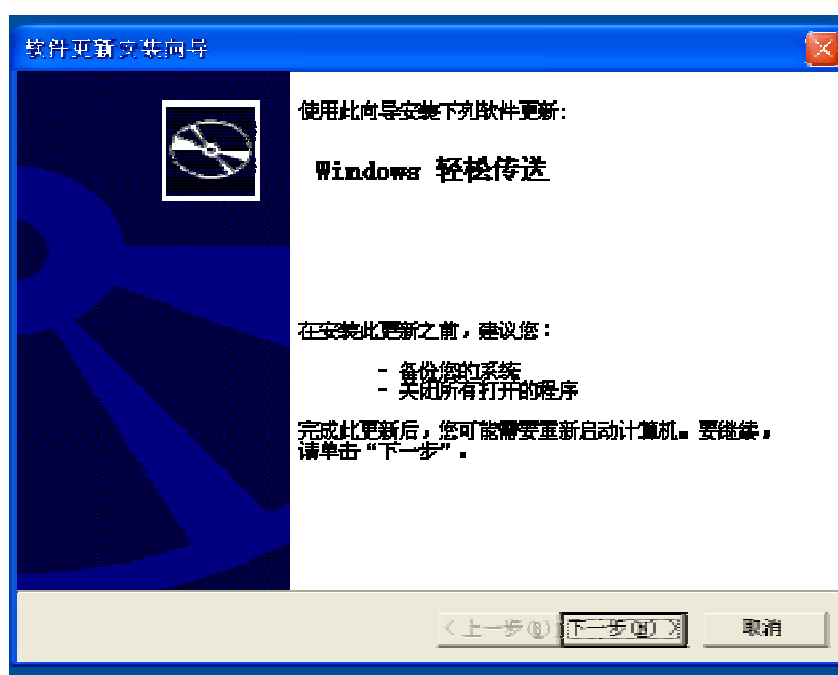 软件更新安装向导
使用此向导安装下列软件更新:
Windows 轻松传送
在安装此更新之前，建议您：
- 备份您的系统
- 关闭所有打开的程序
完成此更新后，您可能需要重新启动计算机。要继续，
请单击“下一步”。
< 上一步(B) 下一步(N) > 取消